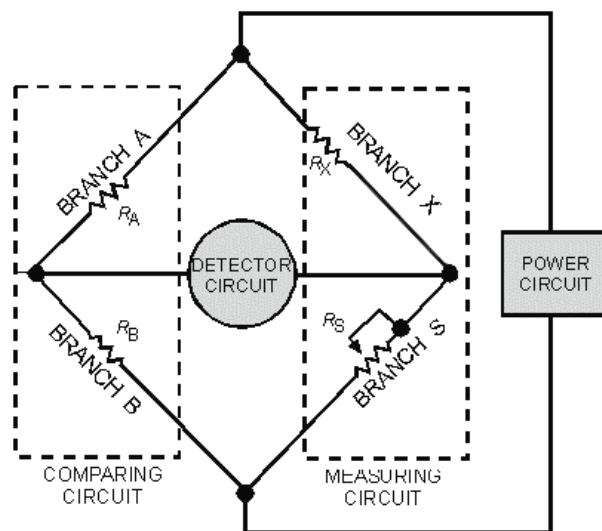 BRANCH A
RA
RX
BRANCH X
DETECTOR
CIRCUIT
POWER
CIRCUIT
RB
BRANCH B
RS
BRANCH S
COMPARING
CIRCUIT
MEASURING
CIRCUIT